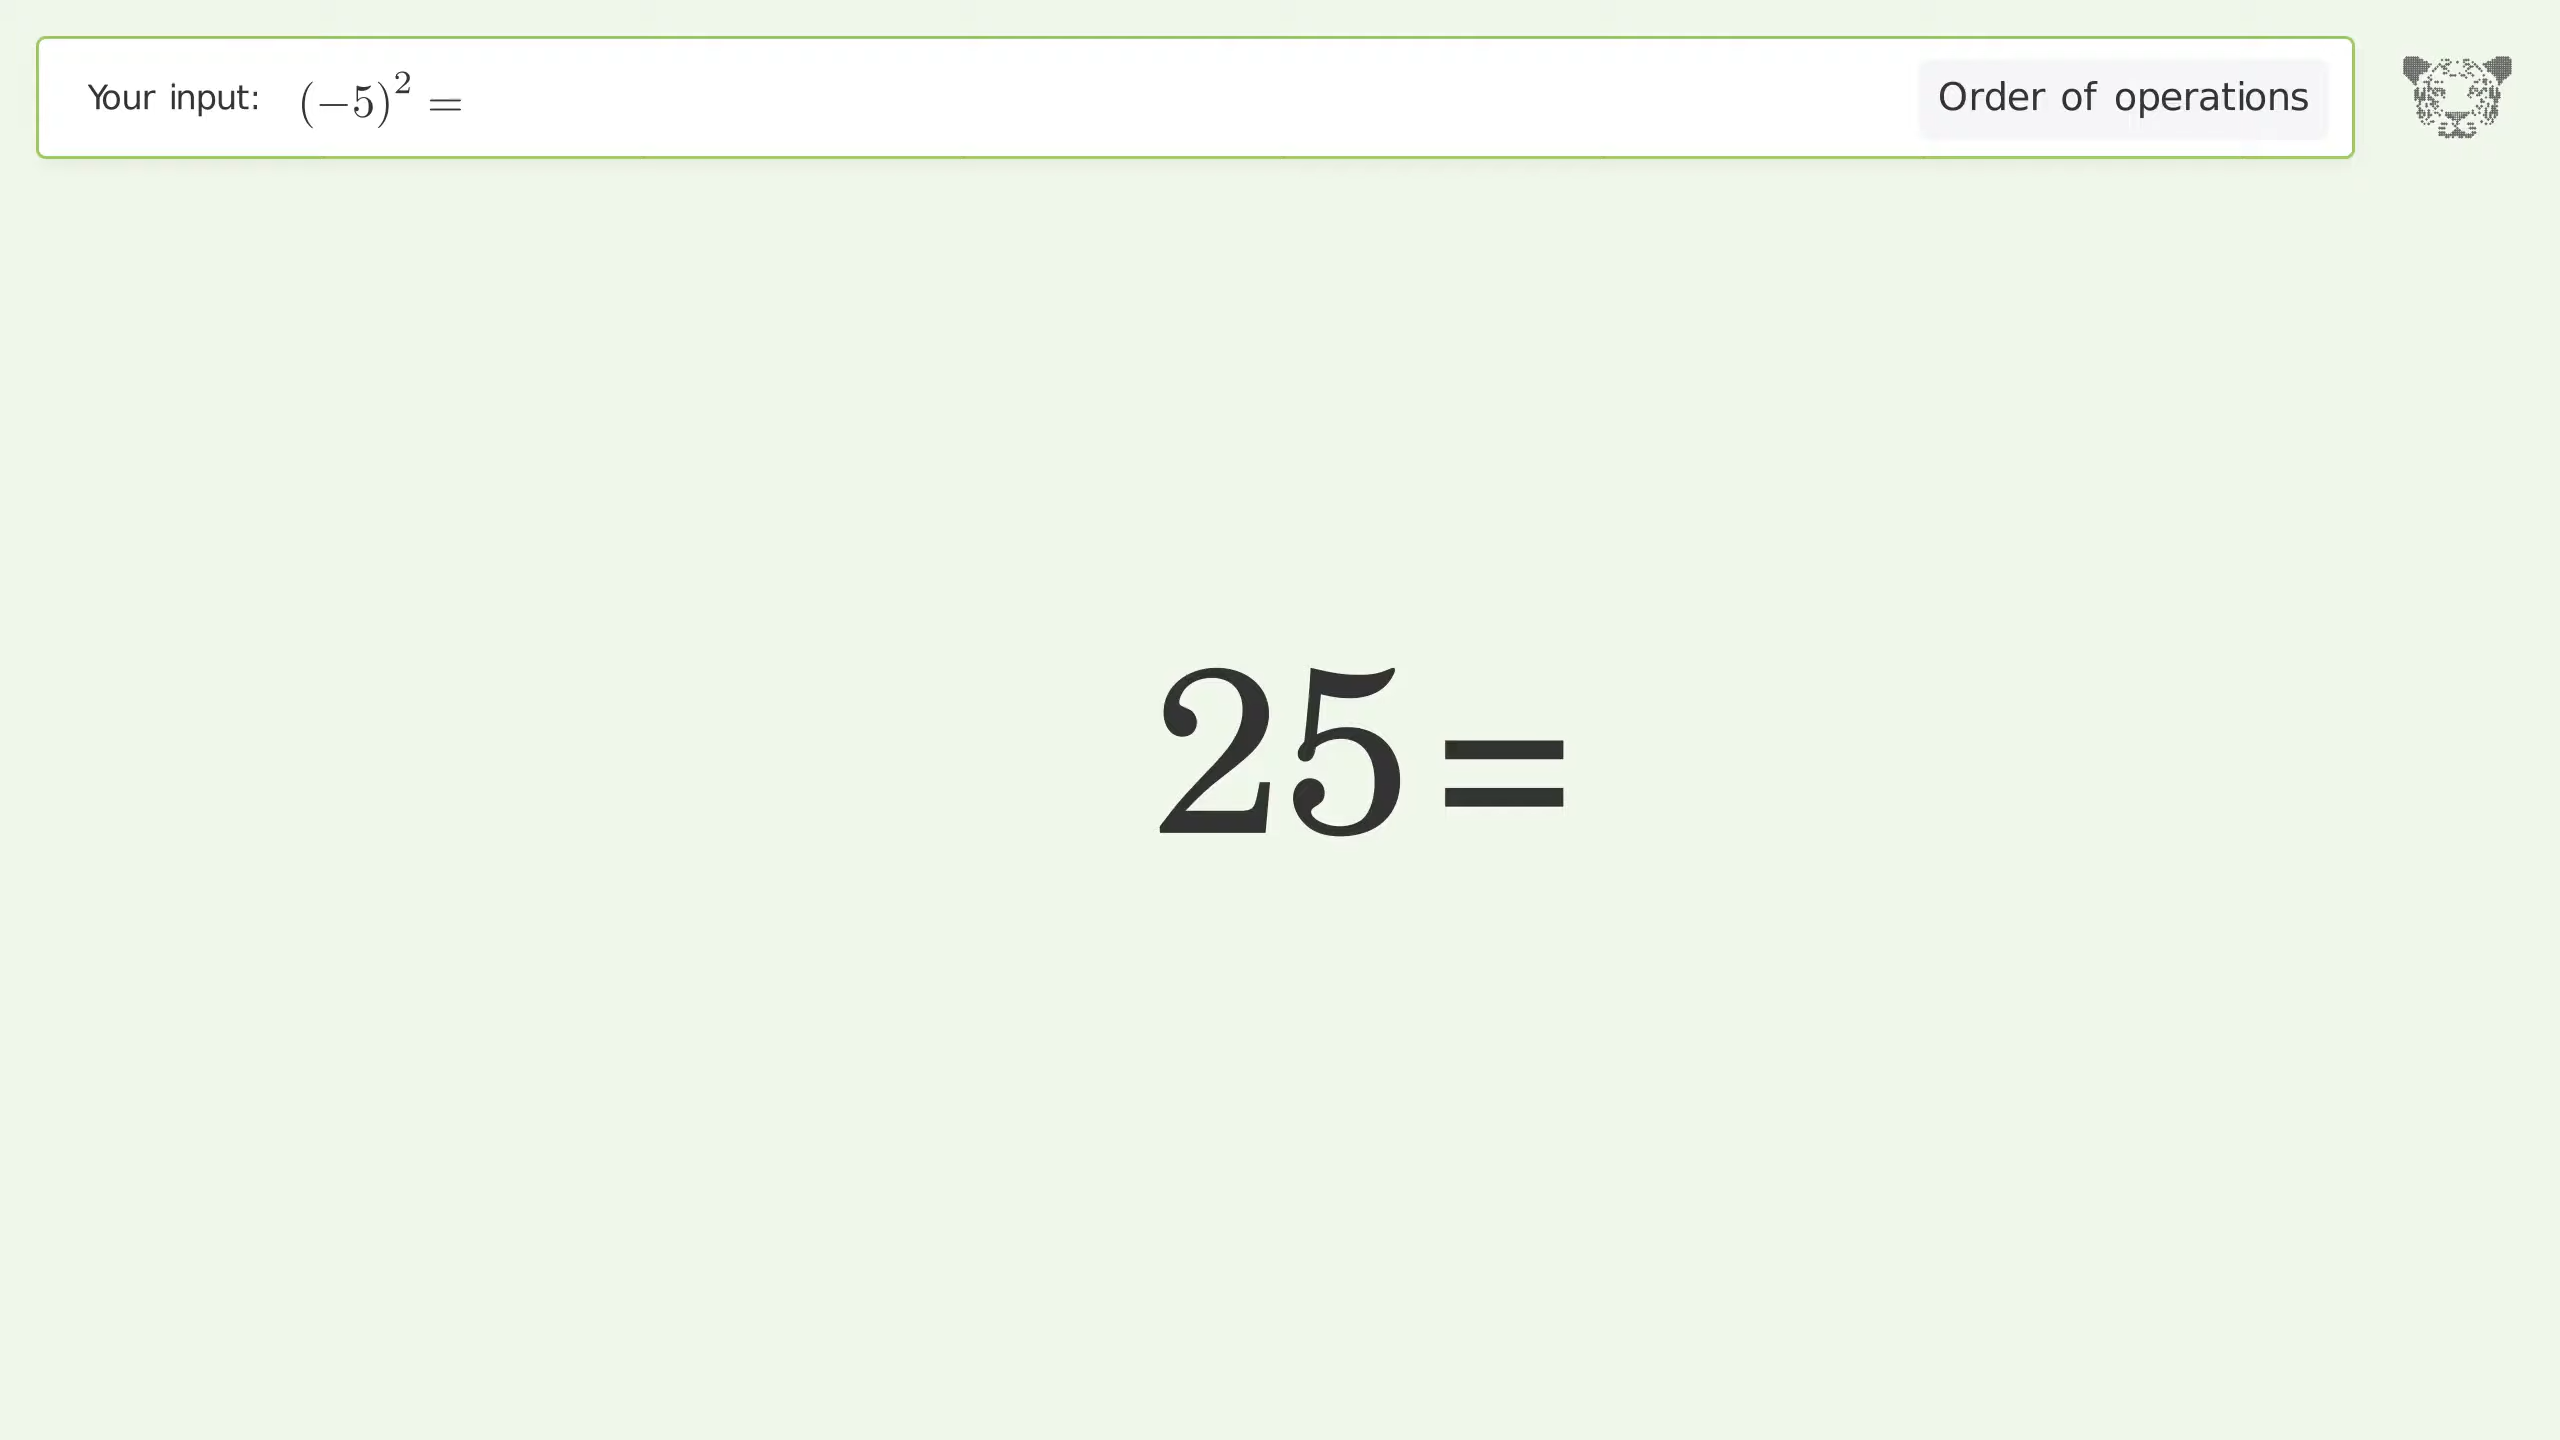 Your input: (−5)² =
Order of operations
25=